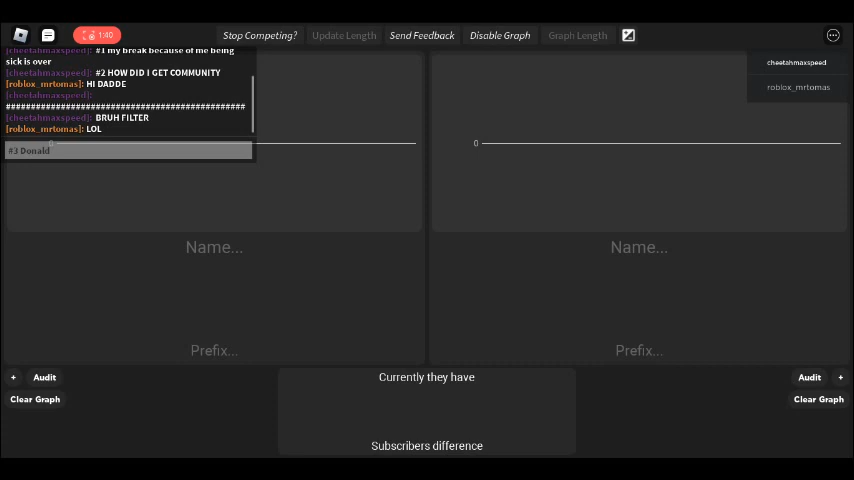 1:40
Stop Competing?
Update Length
Send Feedback
Disable Graph
Graph Length
[cheetahmaxspeed]: #1 my break because of me being
sick is over
[cheetahmaxspeed]: #2 HOW DID I GET COMMUNITY
[roblox_mrtomas]: HI DADDE
[cheetahmaxspeed]:
###############################################
[cheetahmaxspeed]: BRUH FILTER
[roblox_mrtomas]: LOL
#3 Donald
cheetahmaxspeed
roblox_mrtomas
0
0
Name...
Name...
Prefix...
Prefix...
+ Audit
Clear Graph
Currently they have
Subscribers difference
Audit +
Clear Graph